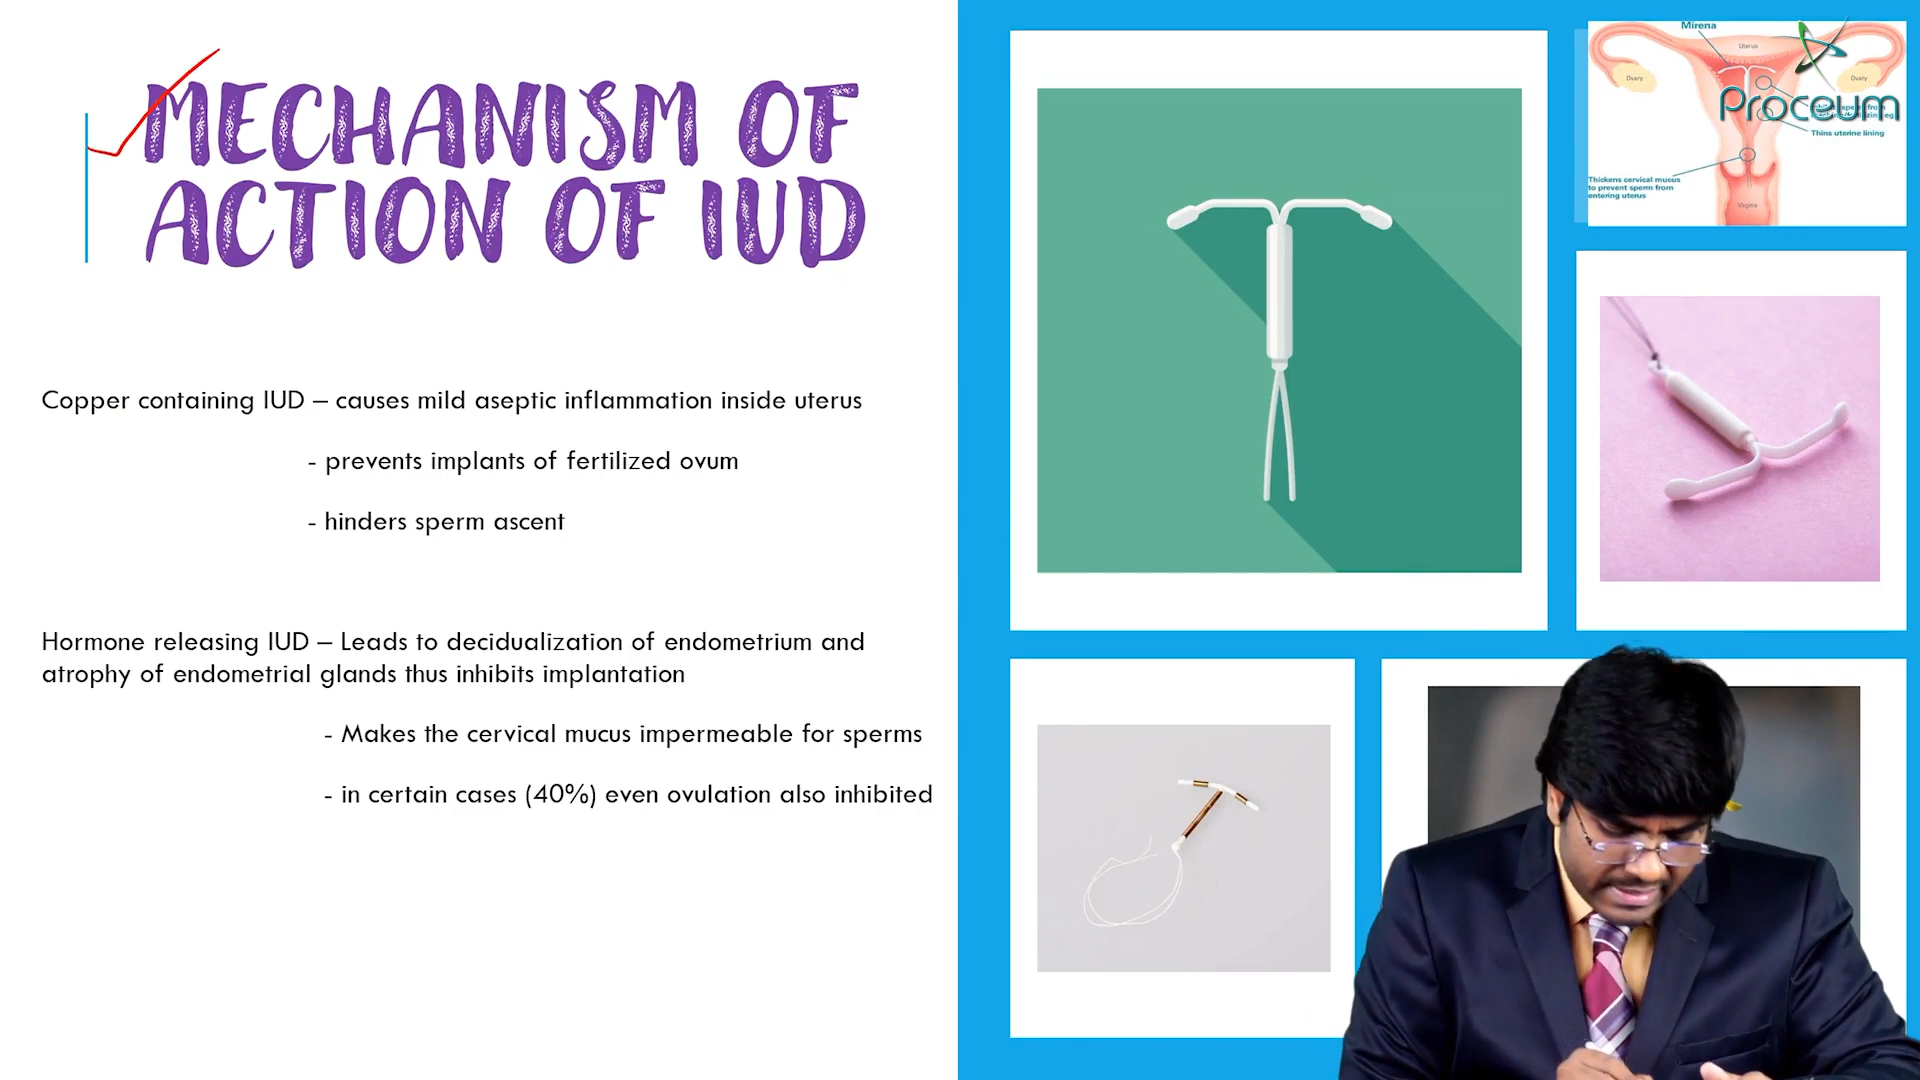 MECHANISM OF
ACTION OF IUD
Copper containing IUD – causes mild aseptic inflammation inside uterus
- prevents implants of fertilized ovum
- hinders sperm ascent
Hormone releasing IUD – Leads to decidualization of endometrium and
atrophy of endometrial glands thus inhibits implantation
- Makes the cervical mucus impermeable for sperms
- in certain cases (40%) even ovulation also inhibited
Mirena
Uterus
Ovary
Ovary
Proceum
Thins uterine lining
Thickens cervical mucus
to prevent sperm from
entering uterus
Vagina